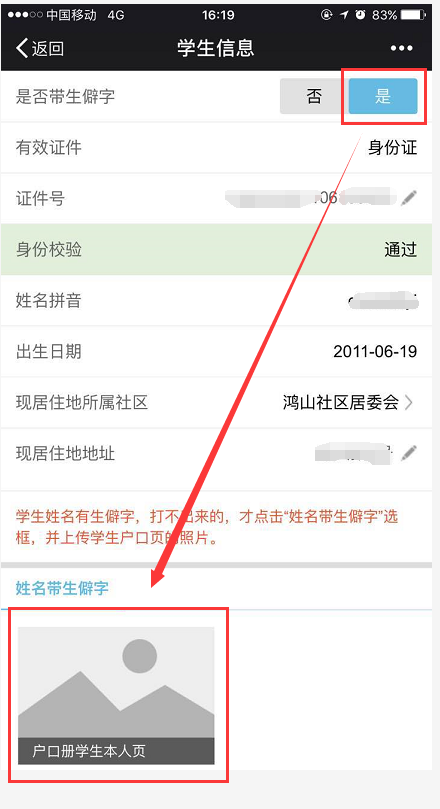 中国移动 4G 16:19 83%
返回 学生信息
是否带生僻字 否 是
有效证件 身份证
证件号
身份校验 通过
姓名拼音
出生日期 2011-06-19
现居住地所属社区 鸿山社区居委会
现居住地地址
学生姓名有生僻字，打不出来的，才点击“姓名带生僻字”选
框，并上传学生户口页的照片。
姓名带生僻字
户口册学生本人页